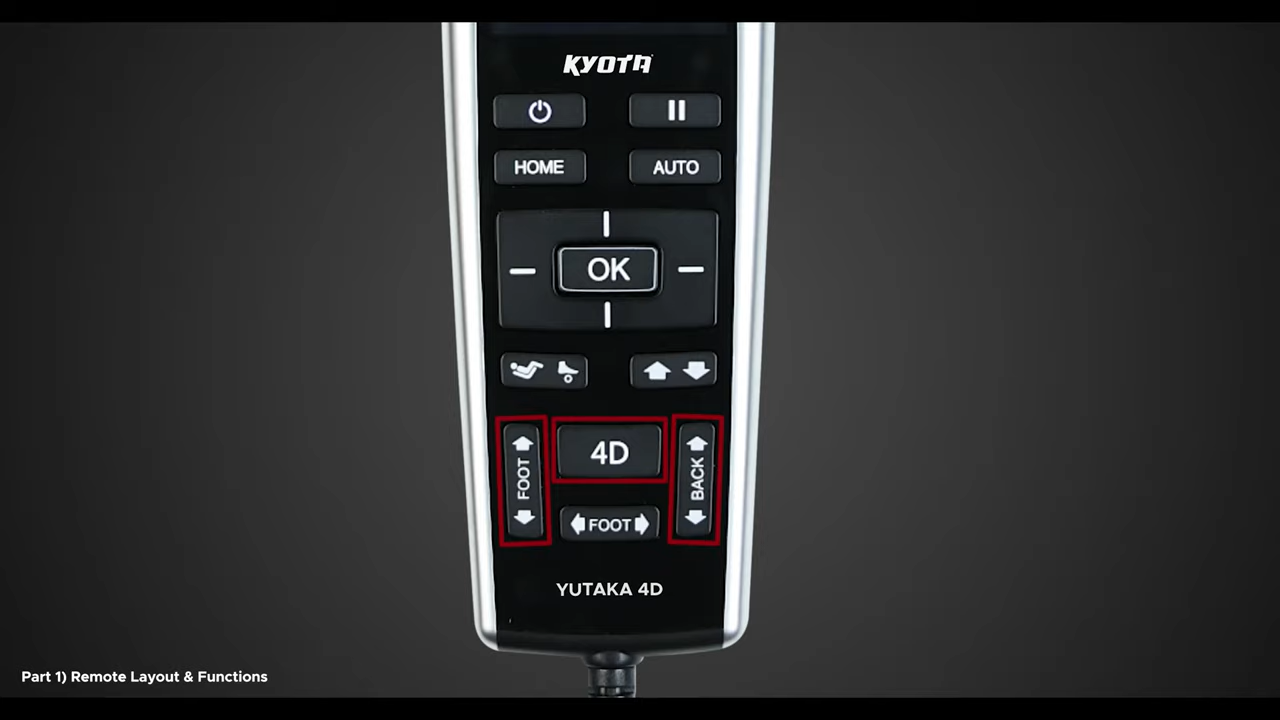 KYOTA
HOME
AUTO
OK
FOOT
4D
BACK
FOOT
YUTAKA 4D
Part 1) Remote Layout & Functions